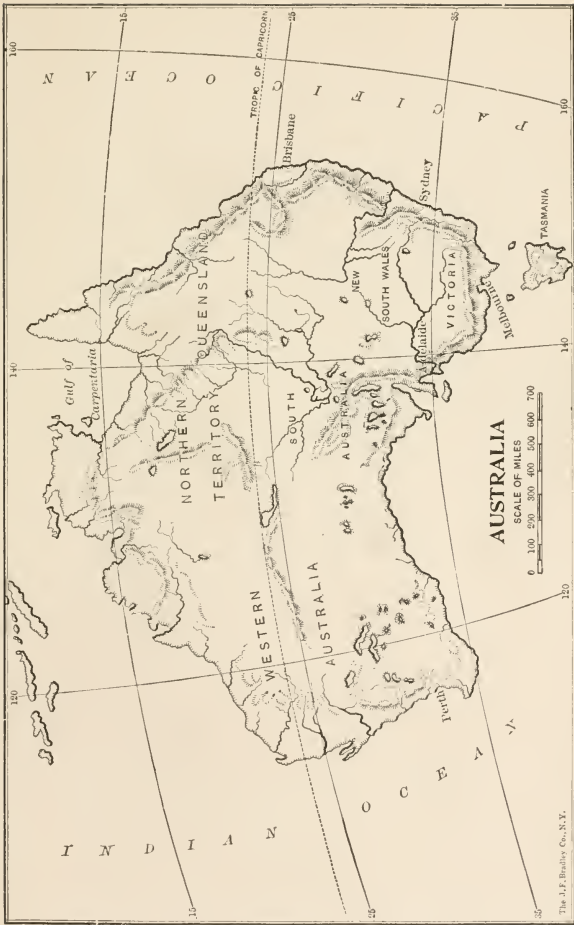 160
15
25
35
160
PACIFIC OCEAN
TROPIC OF CAPRICORN
Brisbane
Sydney
TASMANIA
QUEENSLAND
NEW
SOUTH WALES
VICTORIA
Melbourne
Adelaide
140
140
Gulf of
Carpentaria
NORTHERN
TERRITORY
SOUTH
AUSTRALIA
AUSTRALIA
SCALE OF MILES
0 100 200 300 400 500 600 700
120
120
WESTERN
AUSTRALIA
Perth
INDIAN OCEAN
15
25
35
The J.F. Bradley Co., N.Y.